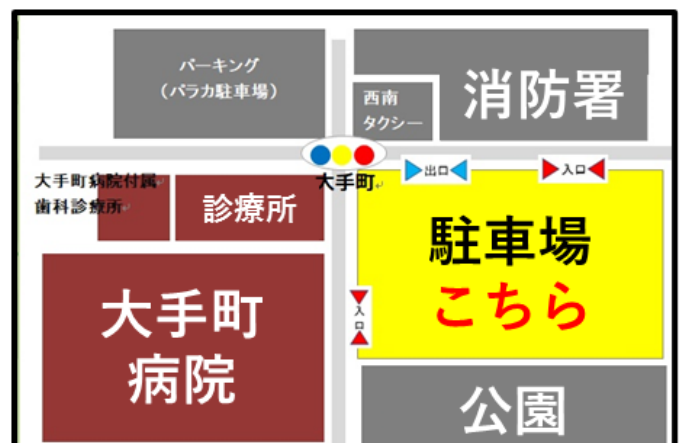 パーキング
（パラカ駐車場）
西南
タクシー
消防署
大手町
出口
入口
大手町病院付属
歯科診療所
診療所
駐車場
こちら
大手町
病院
入口
公園